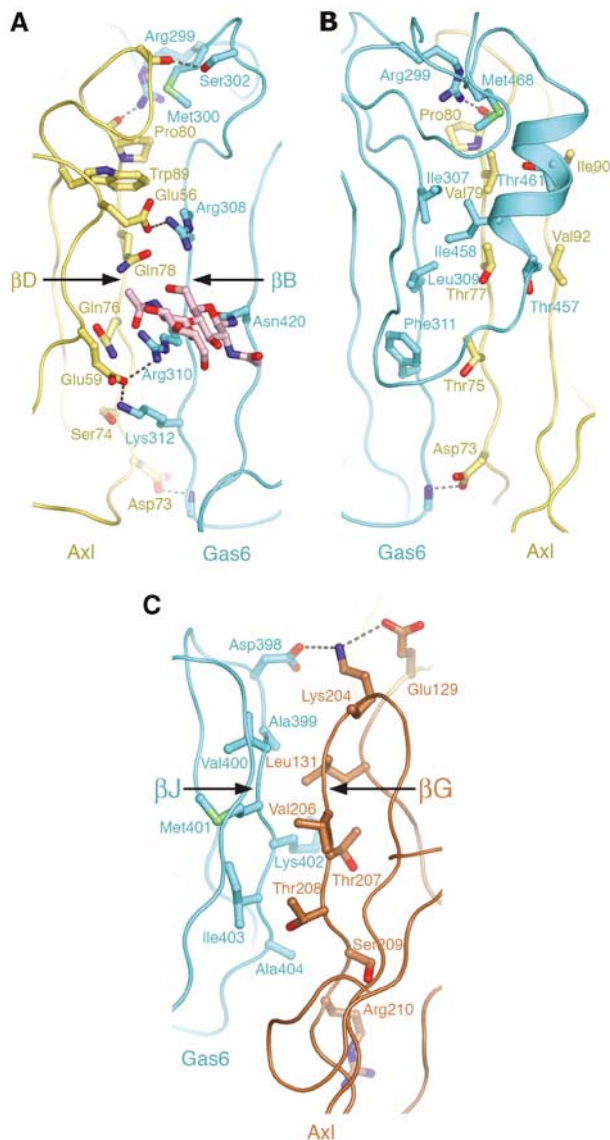 A
Arg299
Ser302
Met300
Pro80
Trp89
Glu56
Arg308
βD
βB
Gln78
Gln76
Asn420
Glu59
Arg310
Ser74
Lys312
Asp73
Axl
Gas6
B
Arg299
Met468
Pro80
Ile90
Ile307
Val79
Thr461
Ile458
Val92
Leu309
Thr77
Thr457
Phe311
Thr75
Asp73
Gas6
Axl
C
Asp398
Glu129
Lys204
Ala399
Val400
Leu131
βJ
βG
Met401
Val206
Lys402
Thr207
Thr208
Ile403
Ser209
Ala404
Arg210
Gas6
Axl